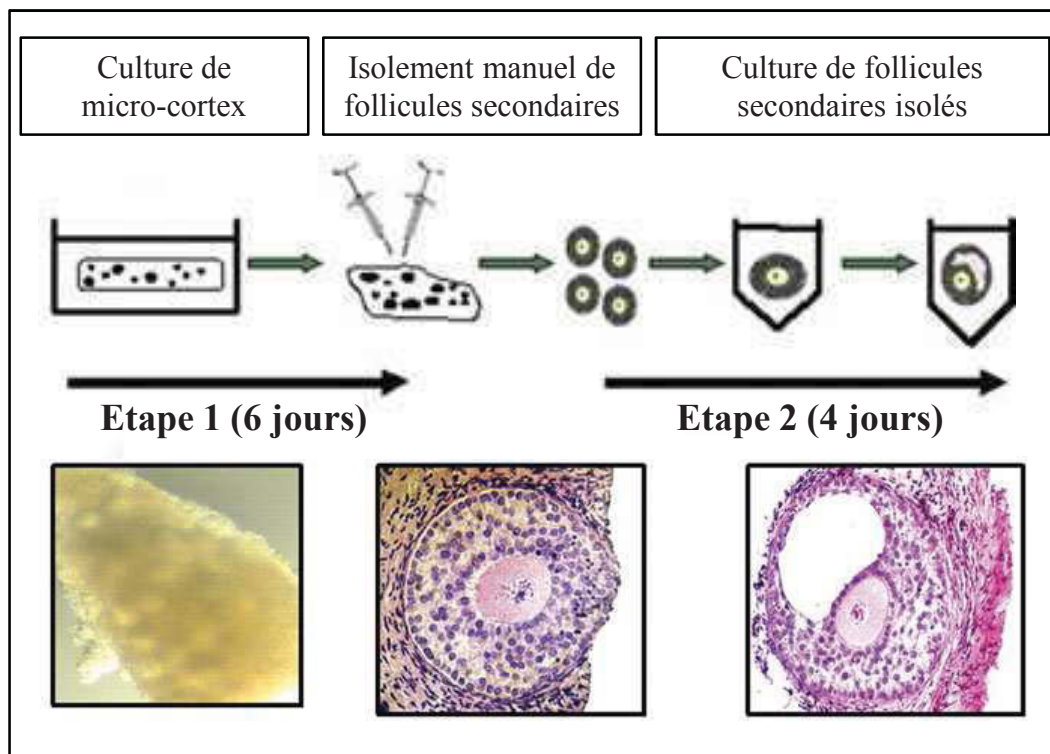 Culture de
micro-cortex
Isolement manuel de
follicules secondaires
Culture de follicules
secondaires isolés
Etape 1 (6 jours)
Etape 2 (4 jours)